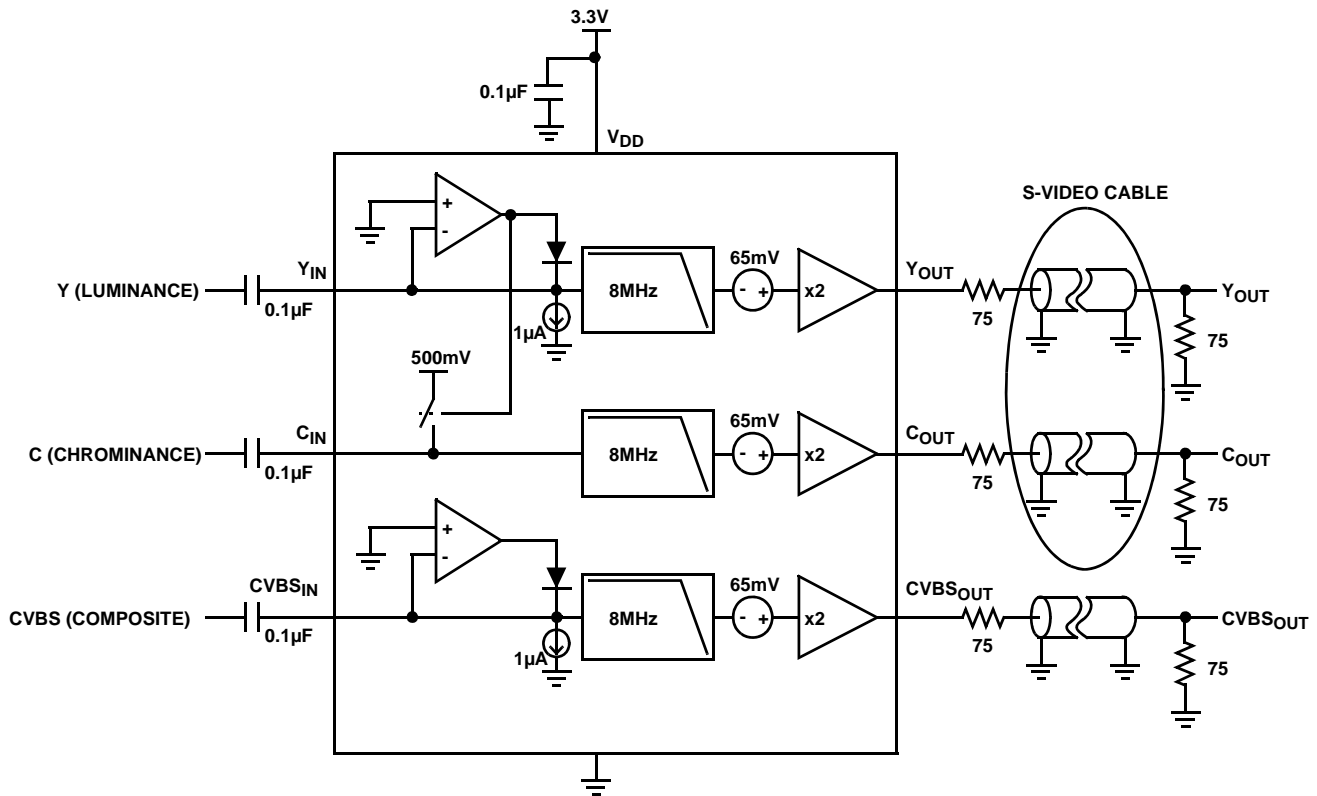 3.3V
0.1µF
VDD
S-VIDEO CABLE
+
-
YIN
Y (LUMINANCE)
0.1µF
1µA
8MHz
65mV
- +
x2
YOUT
75
YOUT
75
500mV
CIN
C (CHROMINANCE)
0.1µF
8MHz
65mV
- +
x2
COUT
75
COUT
75
+
-
CVBSIN
CVBS (COMPOSITE)
0.1µF
1µA
8MHz
65mV
- +
x2
CVBSOUT
75
CVBSOUT
75